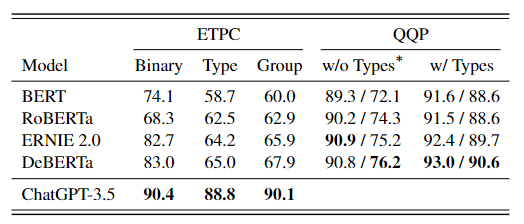 ETPC QQP
Model Binary Type Group w/o Types* w/ Types
BERT 74.1 58.7 60.0 89.3 / 72.1 91.6 / 88.6
RoBERTa 68.3 62.5 62.9 90.2 / 74.3 91.5 / 88.6
ERNIE 2.0 82.7 64.2 65.9 90.9 / 75.2 92.4 / 89.7
DeBERTa 83.0 65.0 67.9 90.8 / 76.2 93.0 / 90.6
ChatGPT-3.5 90.4 88.8 90.1